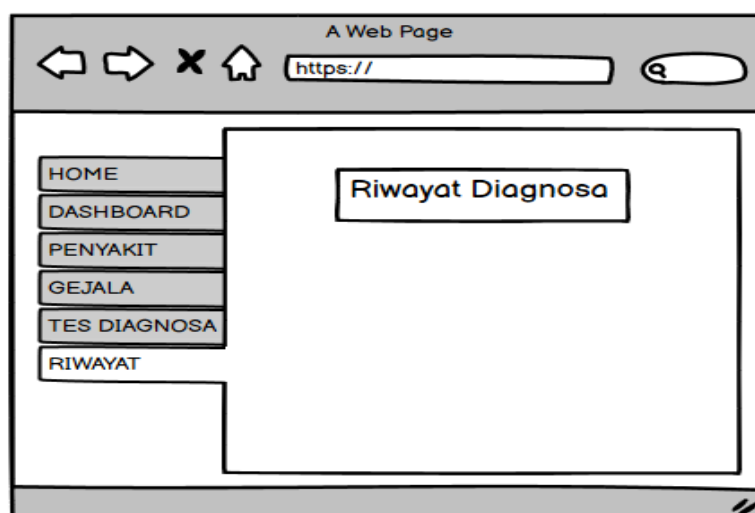 A Web Page
https://
HOME
DASHBOARD
PENYAKIT
GEJALA
TES DIAGNOSA
RIWAYAT
Riwayat Diagnosa